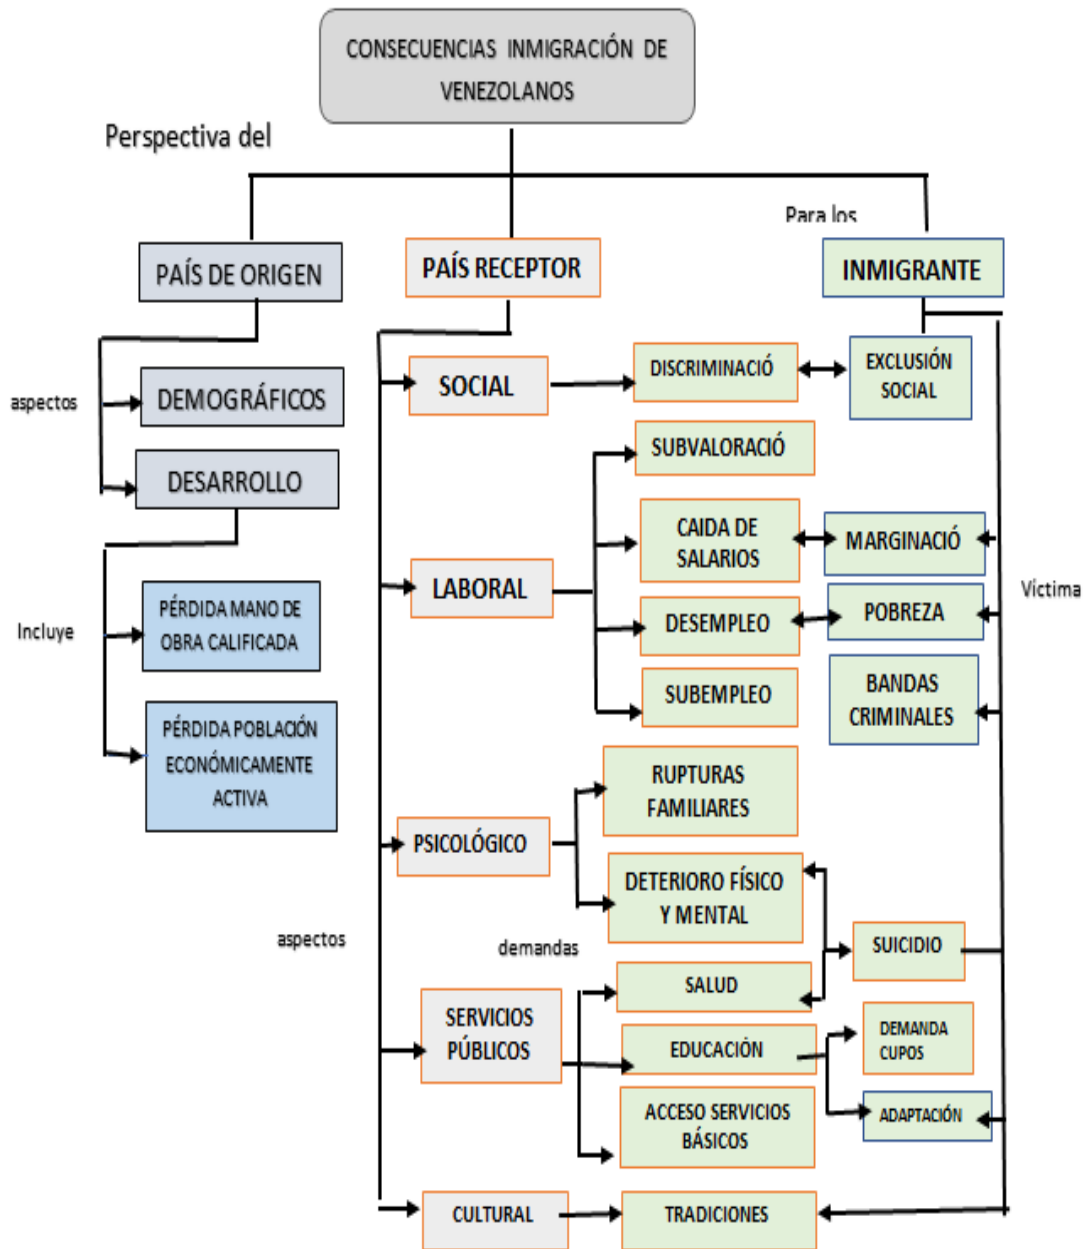 CONSECUENCIAS INMIGRACIÓN DE
VENEZOLANOS
Perspectiva del
Para los
PAÍS DE ORIGEN
PAÍS RECEPTOR
INMIGRANTE
aspectos
DEMOGRÁFICOS
DESARROLLO
Incluye
PÉRDIDA MANO DE
OBRA CALIFICADA
PÉRDIDA POBLACIÓN
ECONÓMICAMENTE
ACTIVA
SOCIAL
DISCRIMINACIÓ
EXCLUSIÓN
SOCIAL
SUBVALORACIÓ
CAIDA DE
SALARIOS
MARGINACIÓ
LABORAL
DESEMPLEO
POBREZA
Víctima
SUBEMPLEO
BANDAS
CRIMINALES
RUPTURAS
FAMILIARES
PSICOLÓGICO
DETERIORO FÍSICO
Y MENTAL
aspectos
demandas
SUICIDIO
SALUD
SERVICIOS
PÚBLICOS
EDUCACIÓN
DEMANDA
CUPOS
ACCESO SERVICIOS
BÁSICOS
ADAPTACIÓN
CULTURAL
TRADICIONES